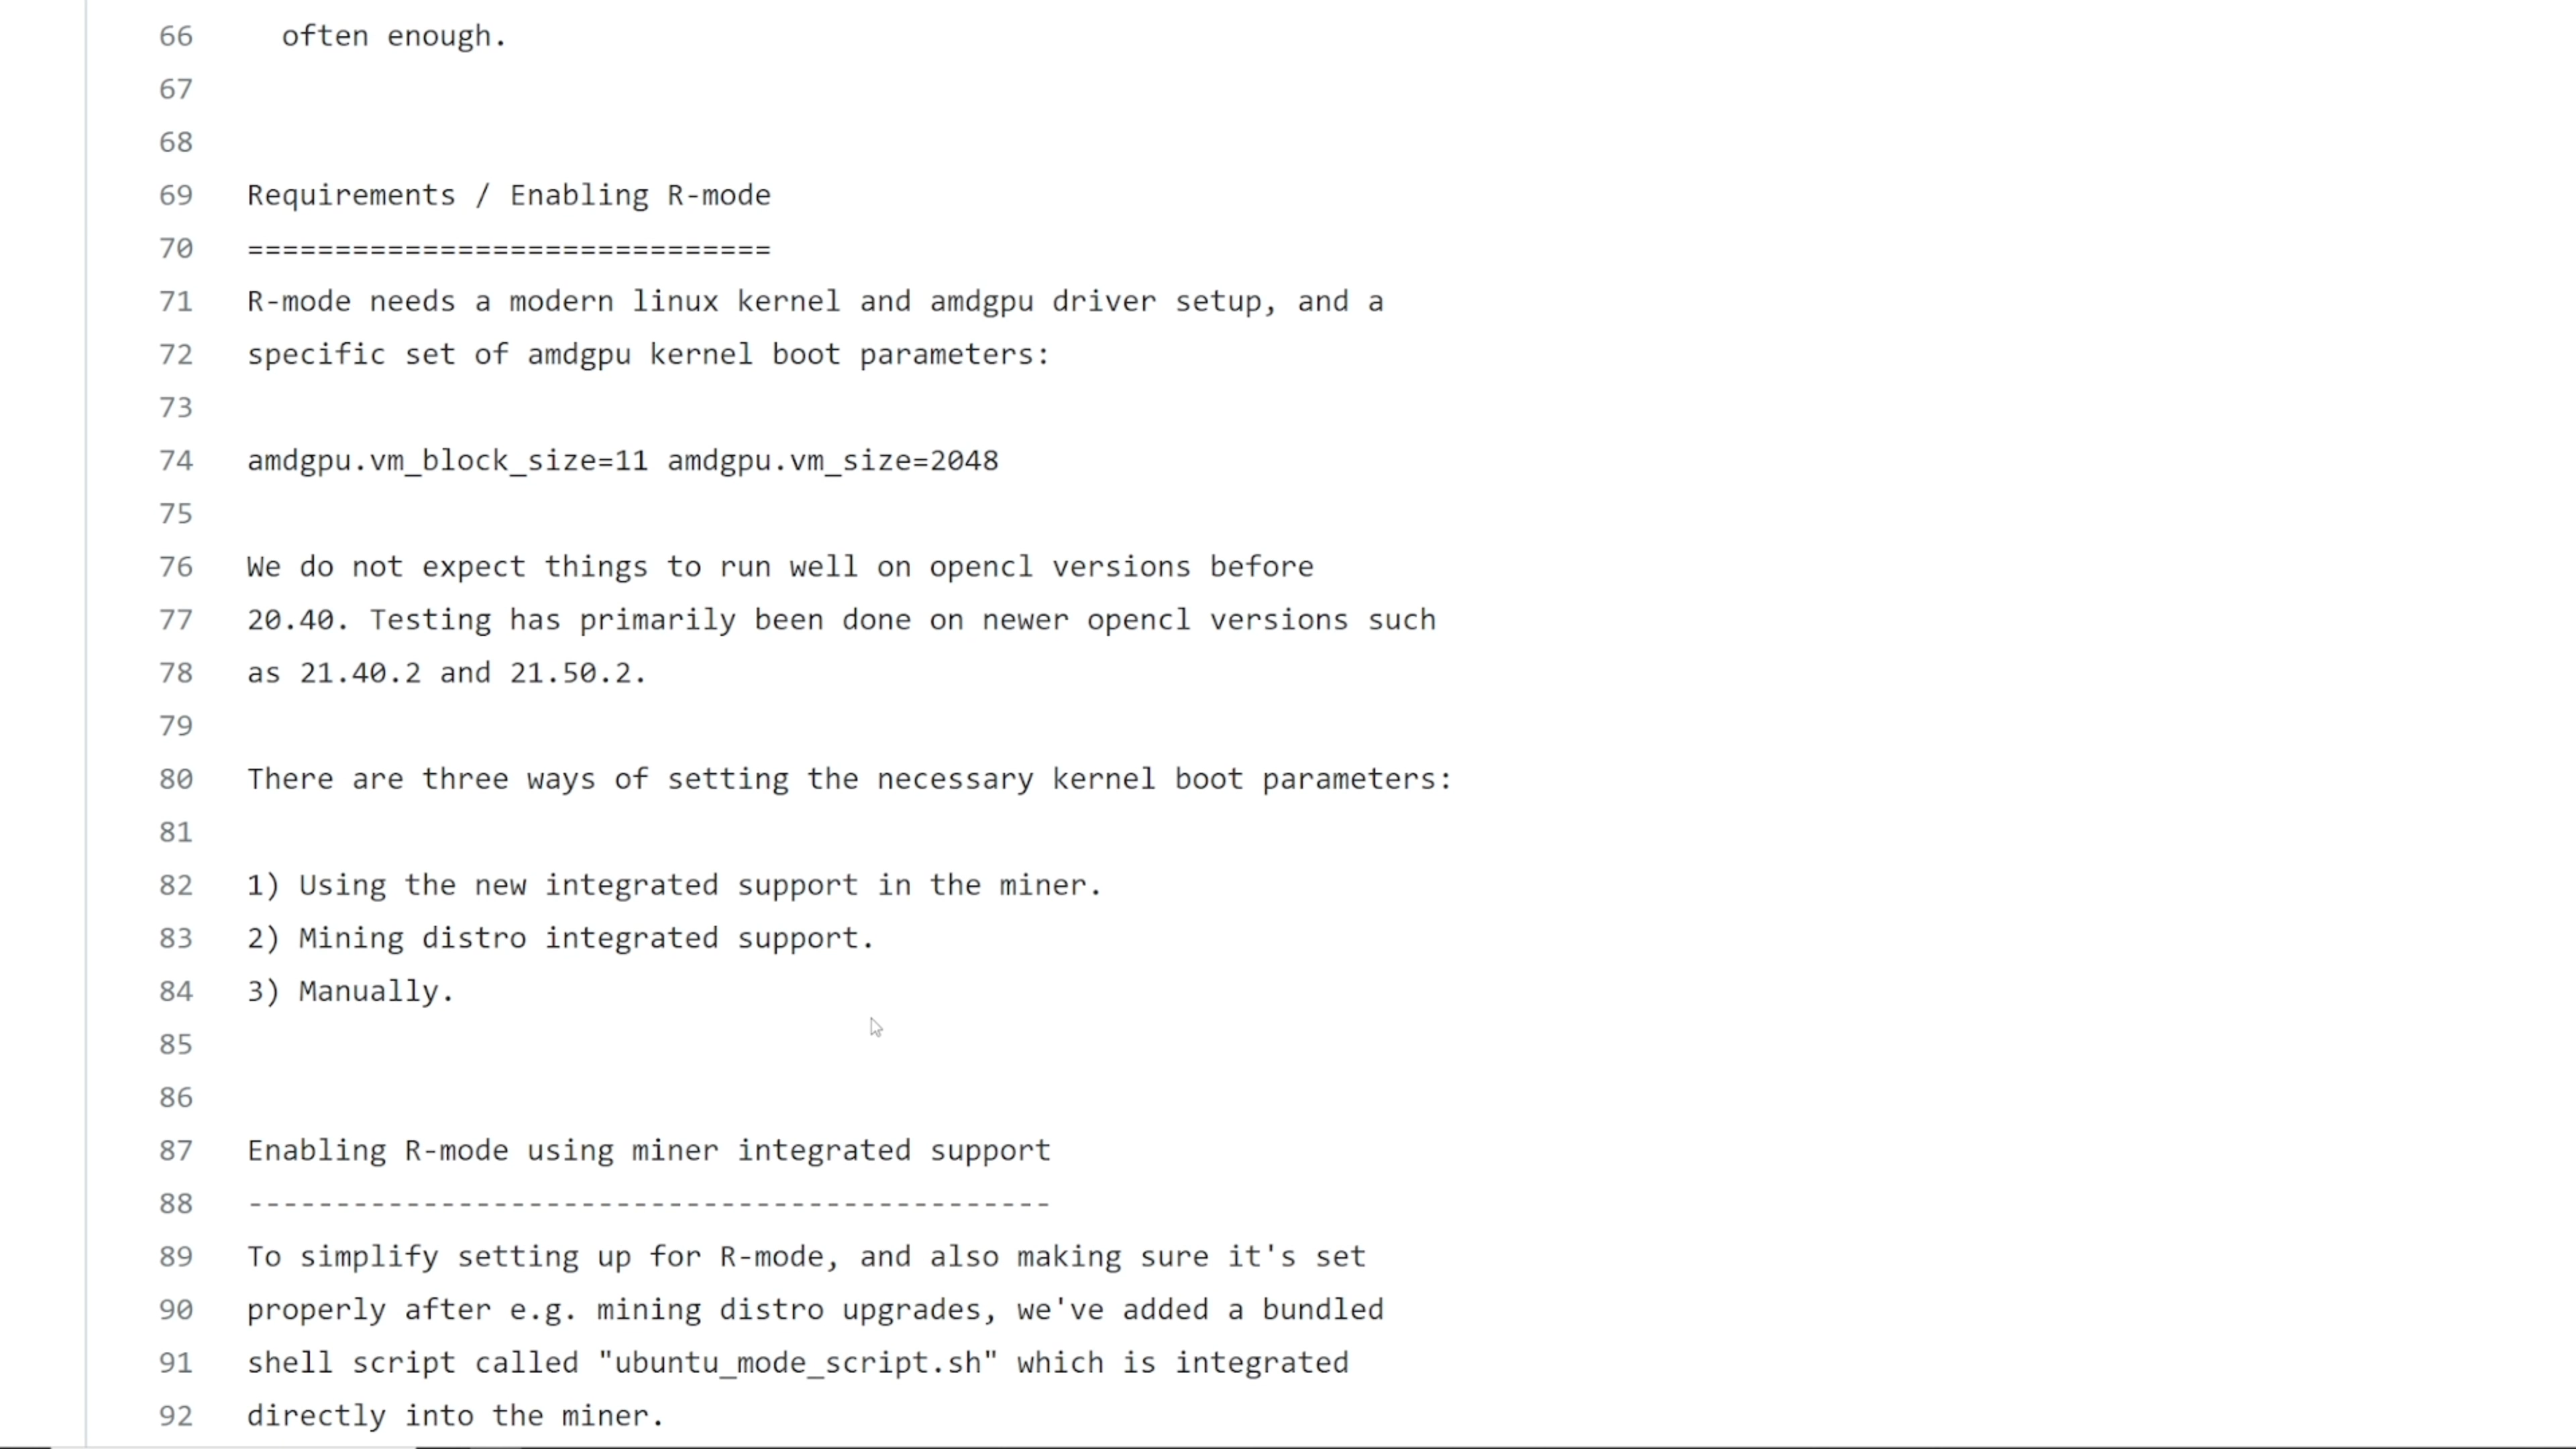 66 often enough.
67
68
69 Requirements / Enabling R-mode
70 ==============================
71 R-mode needs a modern linux kernel and amdgpu driver setup, and a
72 specific set of amdgpu kernel boot parameters:
73
74 amdgpu.vm_block_size=11 amdgpu.vm_size=2048
75
76 We do not expect things to run well on opencl versions before
77 20.40. Testing has primarily been done on newer opencl versions such
78 as 21.40.2 and 21.50.2.
79
80 There are three ways of setting the necessary kernel boot parameters:
81
82 1) Using the new integrated support in the miner.
83 2) Mining distro integrated support.
84 3) Manually.
85
86
87 Enabling R-mode using miner integrated support
88 ----------------------------------------------
89 To simplify setting up for R-mode, and also making sure it's set
90 properly after e.g. mining distro upgrades, we've added a bundled
91 shell script called "ubuntu_mode_script.sh" which is integrated
92 directly into the miner.